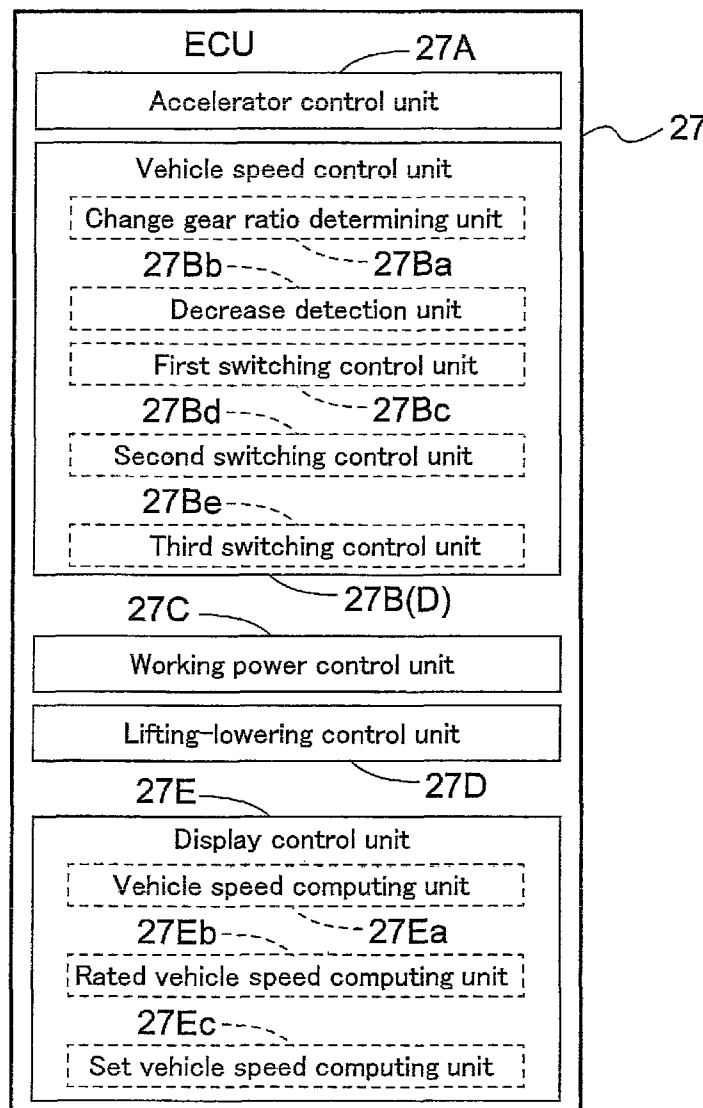 ECU
27A
Accelerator control unit
27
Vehicle speed control unit
Change gear ratio determining unit
27Bb
27Ba
Decrease detection unit
First switching control unit
27Bd
27Bc
Second switching control unit
27Be
Third switching control unit
27C
27B(D)
Working power control unit
Lifting-lowering control unit
27E
27D
Display control unit
Vehicle speed computing unit
27Eb
27Ea
Rated vehicle speed computing unit
27Ec
Set vehicle speed computing unit